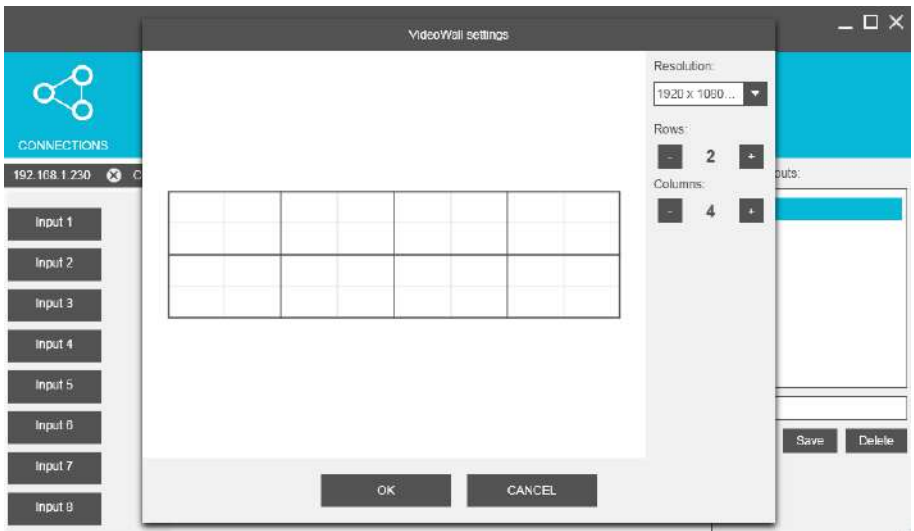 VideoWall settings
CONNECTIONS
192.168.1.230
C
Input 1
Input 2
Input 3
Input 4
Input 5
Input 6
Input 7
Input 8
Resolution:
1920 x 1080...
Rows:
- 2 +
Columns:
- 4 +
puts:
Save Delete
OK CANCEL